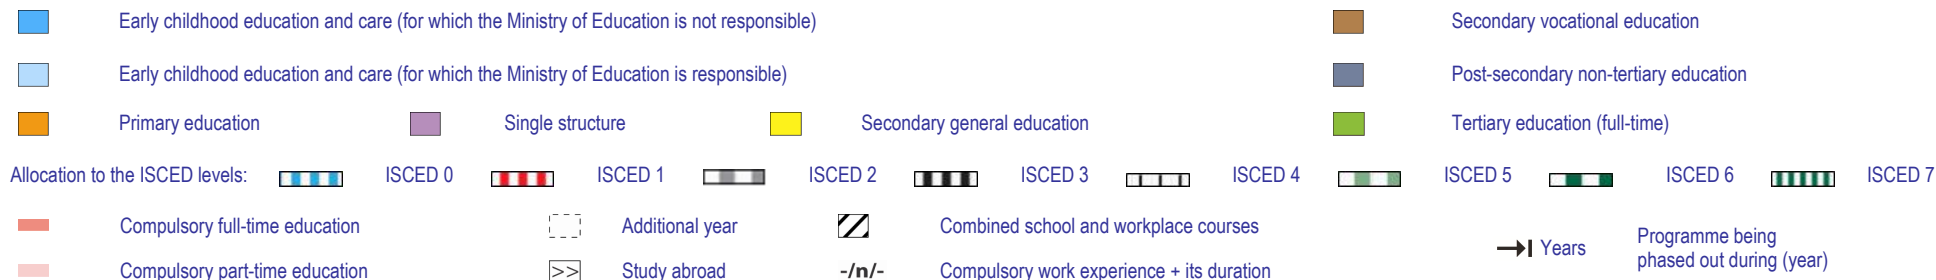 Early childhood education and care (for which the Ministry of Education is not responsible) Secondary vocational education
Early childhood education and care (for which the Ministry of Education is responsible) Post-secondary non-tertiary education
Primary education Single structure Secondary general education Tertiary education (full-time)
Allocation to the ISCED levels: ISCED 0 ISCED 1 ISCED 2 ISCED 3 ISCED 4 ISCED 5 ISCED 6 ISCED 7
Compulsory full-time education Additional year Combined school and workplace courses
Years Programme being
phased out during (year)
Compulsory part-time education >> Study abroad -/n/- Compulsory work experience + its duration